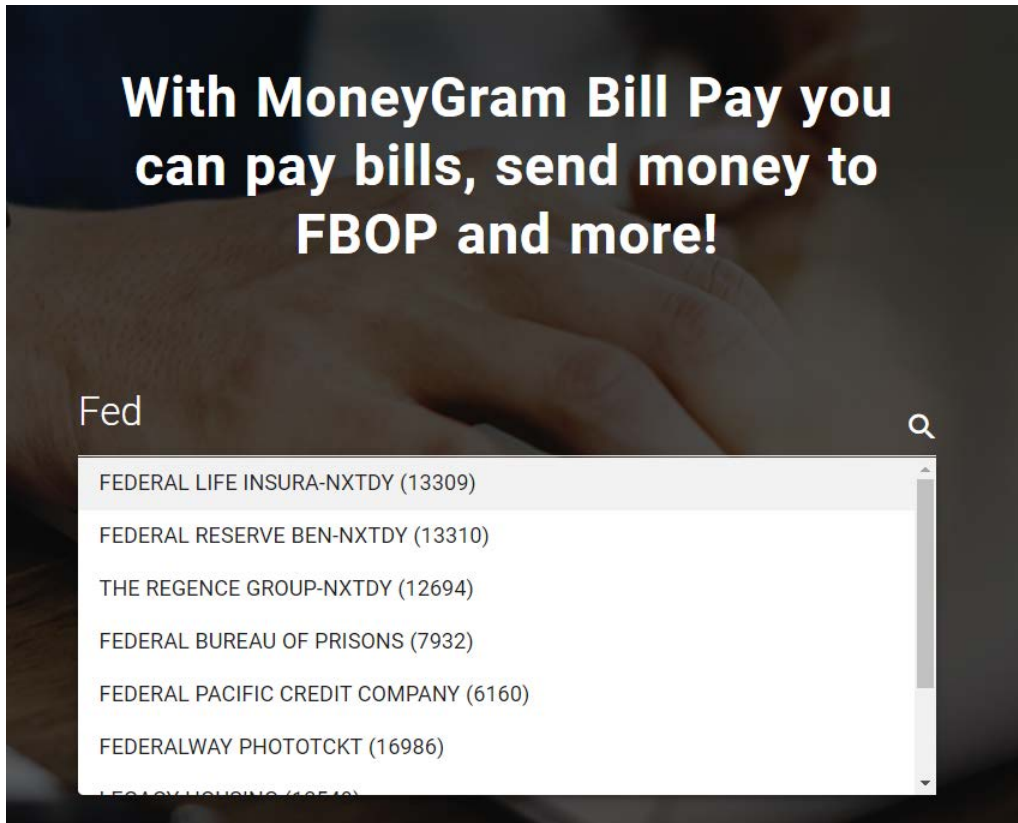 With MoneyGram Bill Pay you
can pay bills, send money to
FBOP and more!
Fed
FEDERAL LIFE INSURA-NXTDY (13309)
FEDERAL RESERVE BEN-NXTDY (13310)
THE REGENCE GROUP-NXTDY (12694)
FEDERAL BUREAU OF PRISONS (7932)
FEDERAL PACIFIC CREDIT COMPANY (6160)
FEDERALWAY PHOTOTCKT (16986)
LEGACY HOUSING